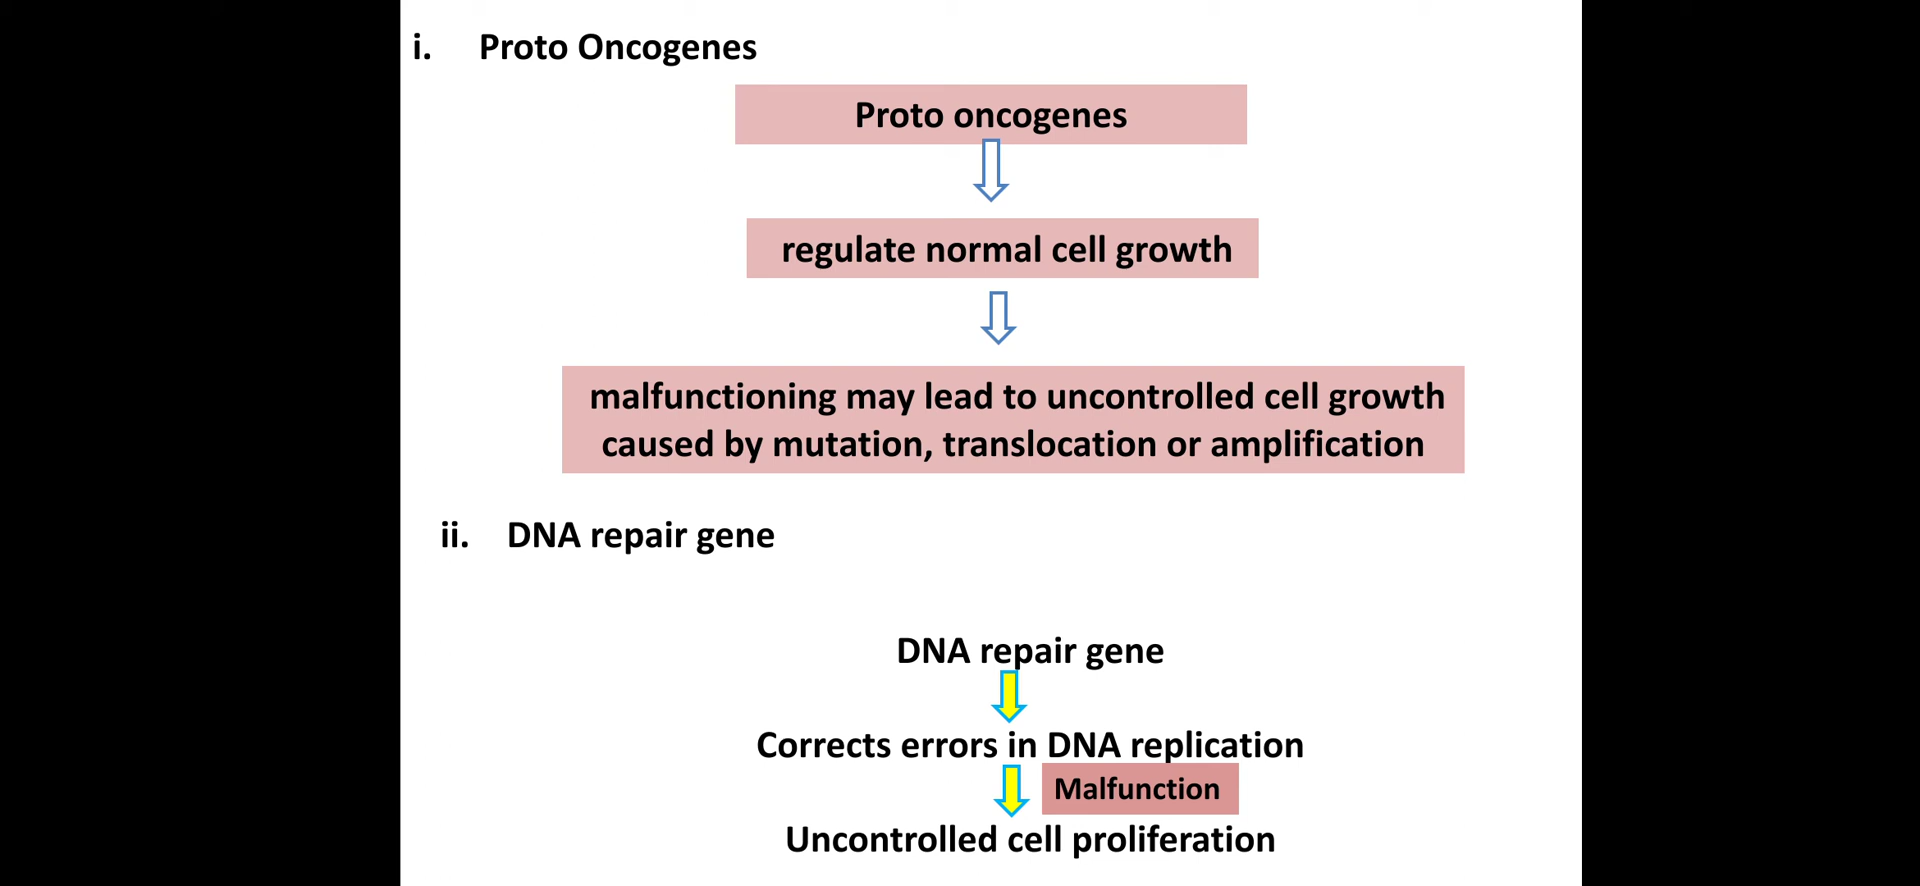 i. Proto Oncogenes
Proto oncogenes
regulate normal cell growth
malfunctioning may lead to uncontrolled cell growth
caused by mutation, translocation or amplification
ii. DNA repair gene
DNA repair gene
Corrects errors in DNA replication
Malfunction
Uncontrolled cell proliferation